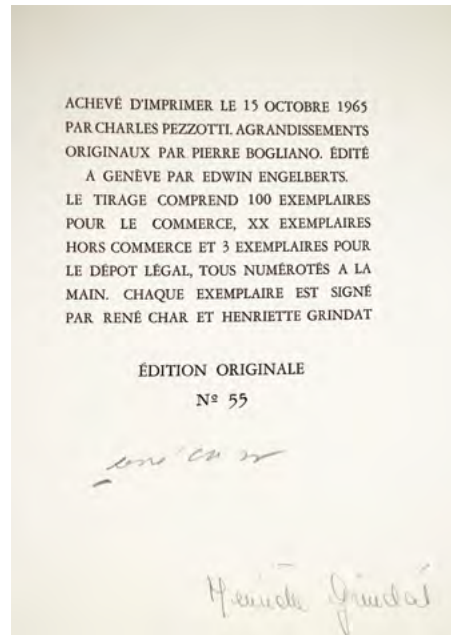 ACHEVÉ D'IMPRIMER LE 15 OCTOBRE 1965
PAR CHARLES PEZZOTTI. AGRANDISSEMENTS
ORIGINAUX PAR PIERRE BOGLIANO. ÉDITÉ
A GENÈVE PAR EDWIN ENGELBERTS.
LE TIRAGE COMPREND 100 EXEMPLAIRES
POUR LE COMMERCE, XX EXEMPLAIRES
HORS COMMERCE ET 3 EXEMPLAIRES POUR
LE DÉPOT LÉGAL, TOUS NUMÉROTÉS A LA
MAIN. CHAQUE EXEMPLAIRE EST SIGNÉ
PAR RENÉ CHAR ET HENRIETTE GRINDAT
ÉDITION ORIGINALE
Nº 55
René Char
Henriette Grindat